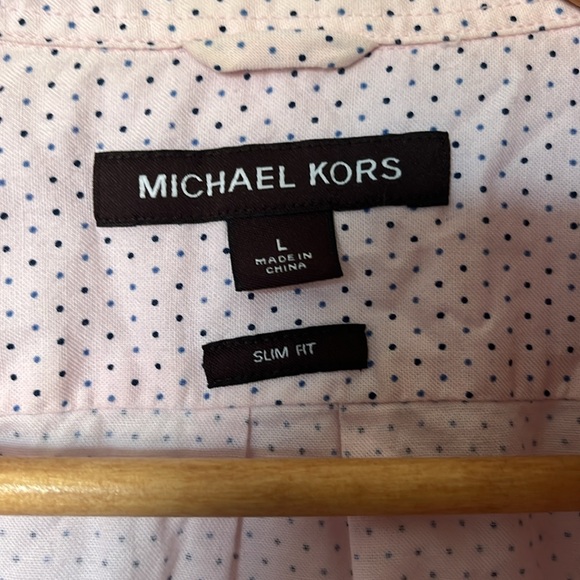 MICHAEL KORS
L
MADE IN
CHINA
SLIM FIT